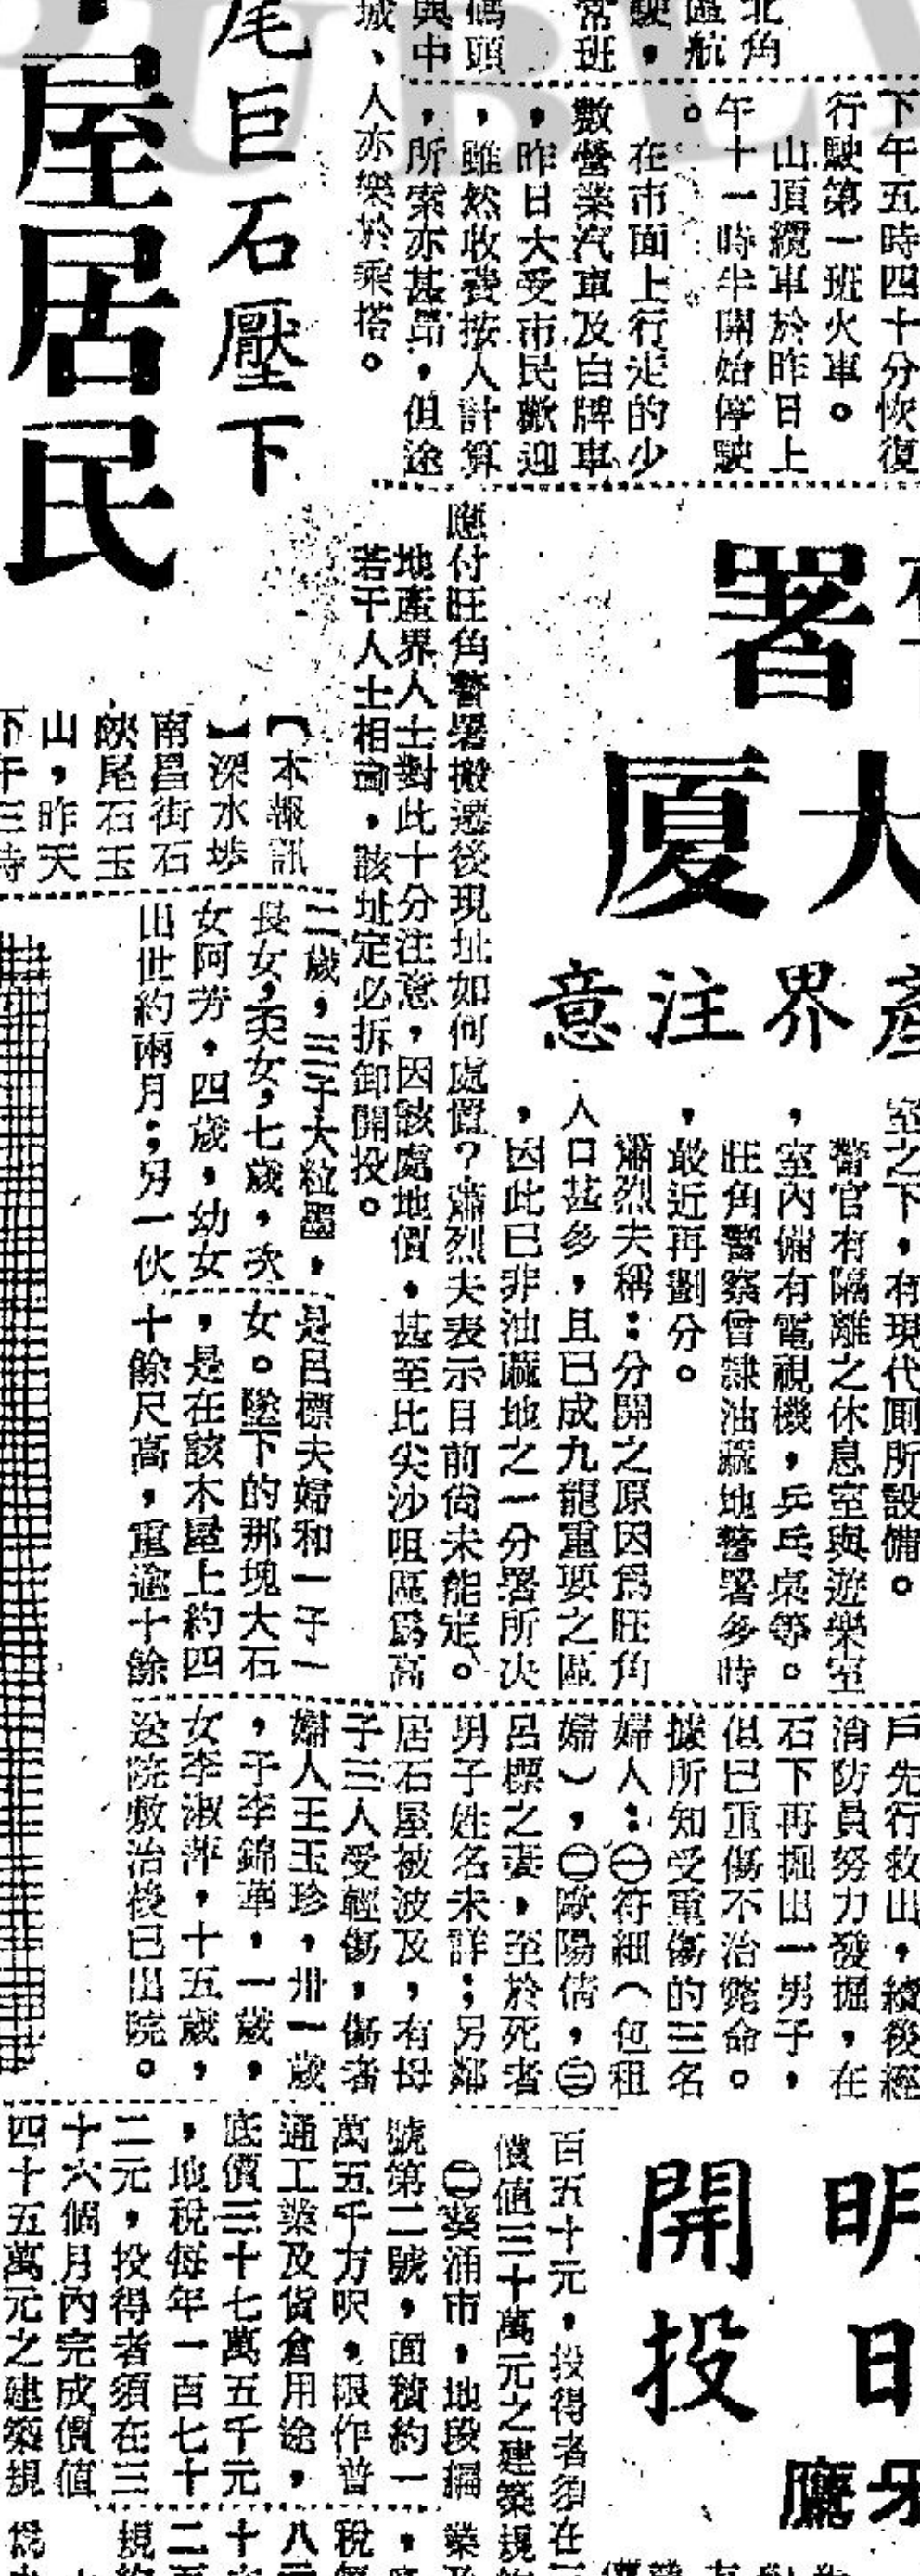 北角
區航
駛，
常班
碼頭
與中
城、
下午五時四十分恢復
行駛第一班火車。
山頂纜車於昨日上
午十一時半開始停駛
。
在市面上行走的少
數營業汽車及白牌車
，昨日大受市民歡迎
，雖然收費按人計算
，所索亦甚昂，但途
人亦樂於乘搭。
尾巨石壓下
屋居民
署
大
廈
產界注意
室之下，有現代厠所設備。
警官有隔離之休息室與遊樂室
，室內備有電視機，乒乓桌等。
旺角警察曾隸油蔴地警署多時
，最近再劃分。
蕭烈夫稱：分開之原因爲旺角
人口甚多，且已成九龍重要之區
，因此已非油蔴地之一分署所决
應付旺角警署搬遷後現址如何處置？蕭烈夫表示目前尙未能定。
地產界人士對此十分注意，因該處地價，甚至比尖沙咀區爲高
若干人士相論，該址定必拆卸開投。
【本報訊
】深水埗
南昌街石
硤尾石玉
山，昨天
下午三時
二歲，三子大粒墨，
長女，美女，七歲，次
女阿芳，四歲，幼女
出世約兩月；另一伙
是呂標夫婦和一子一
女。墜下的那塊大石
，是在該木屋上約四
十餘尺高，重逾十餘
戶先行救出，續後經
消防員努力發掘，在
石下再掘出一男子，
但已重傷不治斃命。
據所知受重傷的三名
婦人：㊀符細（包租
婦），㊁歐陽倩，㊂
呂標之妻，至於死者
男子姓名未詳；另鄰
居石屋被波及，有母
子三人受輕傷，傷者
婦人王玉珍，卅一歲
，子李錦華，一歲，
女李淑萍，十五歲，
送院敷治後已出院。
明日
開投
百五十元，投得者須在
價値三十萬元之建築規
㊁葵涌市，地段編
號第二號，面積約一
萬五千方呎，限作普
通工業及貨倉用途，
底價三十七萬五千元
，地稅每年一百七十
二元，投得者須在三
十六個月內完成價值
四十五萬元之建築規